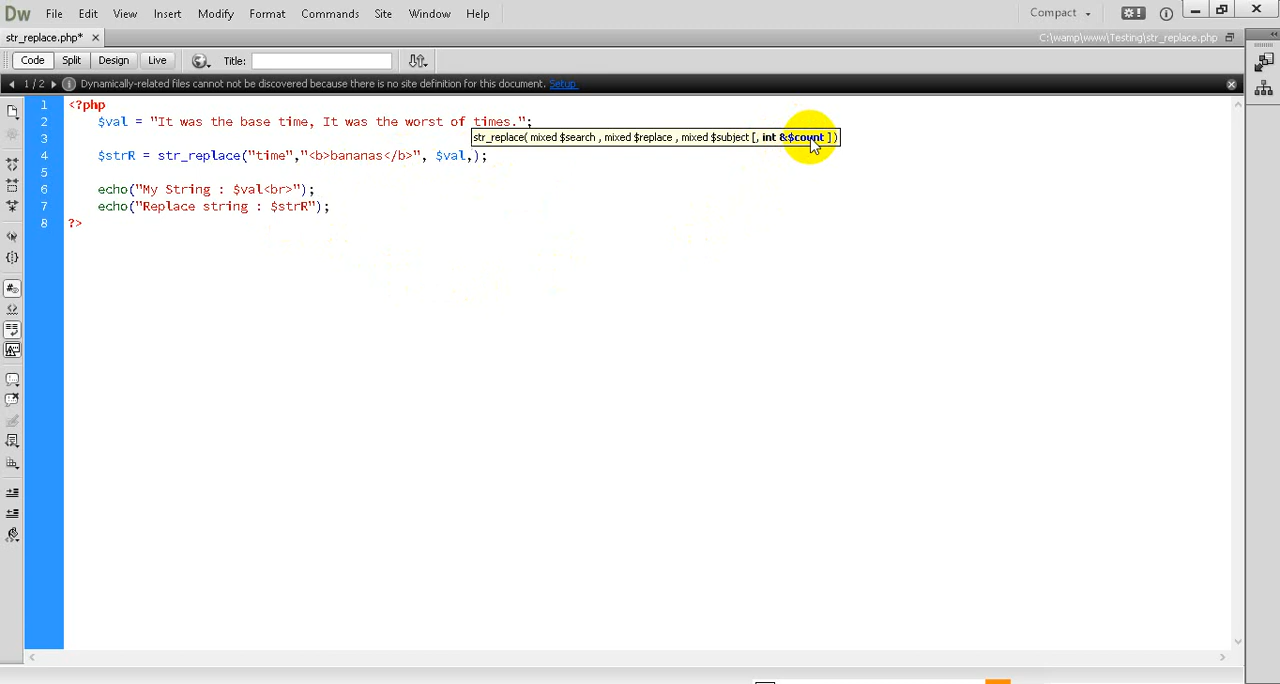 Dw File Edit View Insert Modify Format Commands Site Window Help Compact
str_replace.php* C:\wamp\www\Testing\str_replace.php
Code Split Design Live Title:
1 / 2 Dynamically-related files cannot not be discovered because there is no site definition for this document. Setup
1 <?php
2 $val = "It was the base time, It was the worst of times.";
3 str_replace( mixed $search , mixed $replace , mixed $subject [, int &$count ] )
4 $strR = str_replace("time","<b>bananas</b>", $val,);
5
6 echo("My String : $val<br>");
7 echo("Replace string : $strR");
8 ?>